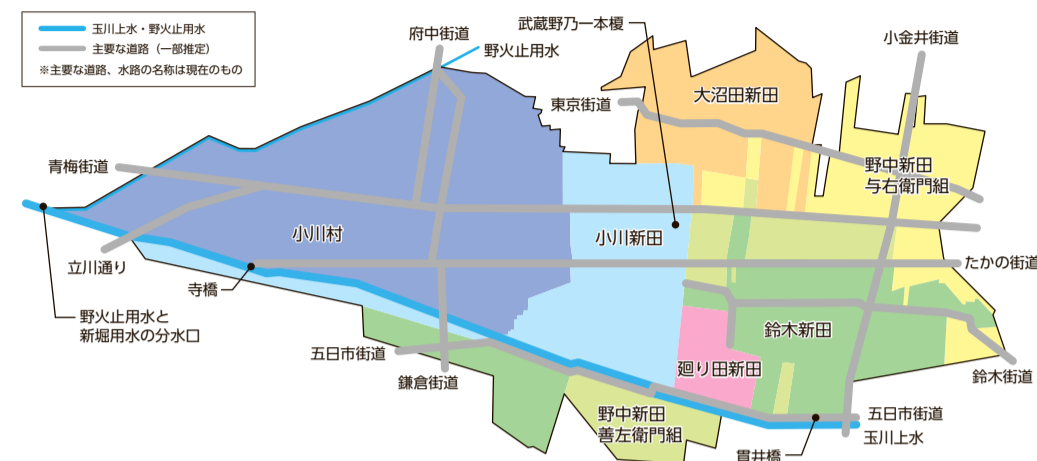 玉川上水・野火止用水
主要な道路（一部推定）
※主要な道路、水路の名称は現在のもの
府中街道
野火止用水
武蔵野乃一本榎
小金井街道
東京街道
大沼田新田
青梅街道
野中新田
与右衛門組
小川村
小川新田
立川通り
寺橋
たかの街道
野火止用水と
新堀用水の分水口
鈴木新田
五日市街道
鎌倉街道
廻り田新田
鈴木街道
野中新田
善左衛門組
五日市街道
玉川上水
貫井橋